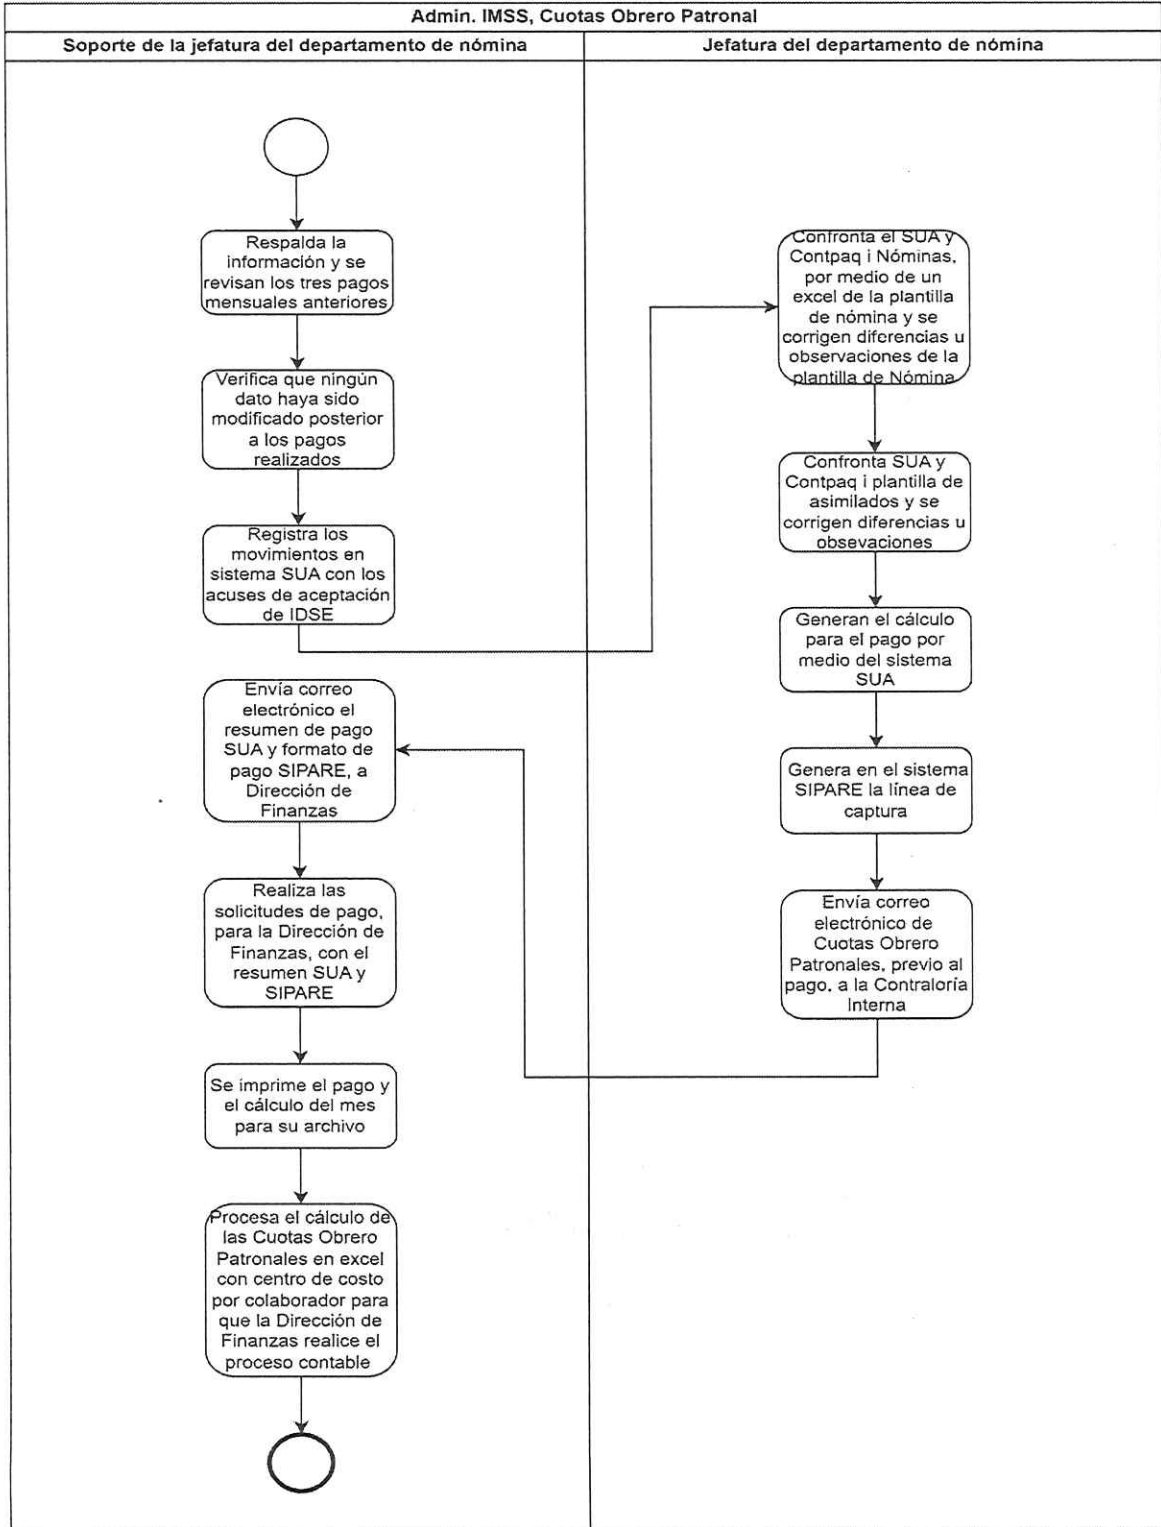 Admin. IMSS, Cuotas Obrero Patronal
Soporte de la jefatura del departamento de nómina
Jefatura del departamento de nómina
Respalda la
información y se
revisan los tres pagos
mensuales anteriores
Verifica que ningún
dato haya sido
modificado posterior
a los pagos
realizados
Registra los
movimientos en
sistema SUA con los
acuses de aceptación
de IDSE
Confronta el SUA y
Contpaq i Nóminas,
por medio de un
excel de la plantilla
de nómina y se
corrigen diferencias u
observaciones de la
plantilla de Nómina
Confronta SUA y
Contpaq i plantilla de
asimilados y se
corrigen diferencias u
obsevaciones
Generan el cálculo
para el pago por
medio del sistema
SUA
Genera en el sistema
SIPARE la línea de
captura
Envía correo
electrónico de
Cuotas Obrero
Patronales, previo al
pago, a la Contraloría
Interna
Envía correo
electrónico el
resumen de pago
SUA y formato de
pago SIPARE, a
Dirección de
Finanzas
Realiza las
solicitudes de pago,
para la Dirección de
Finanzas, con el
resumen SUA y
SIPARE
Se imprime el pago y
el cálculo del mes
para su archivo
Procesa el cálculo de
las Cuotas Obrero
Patronales en excel
con centro de costo
por colaborador para
que la Dirección de
Finanzas realice el
proceso contable